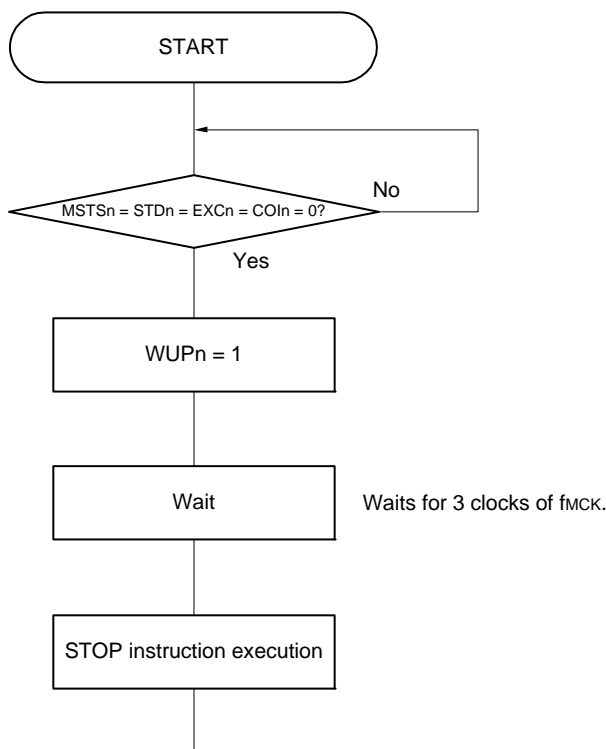 START
No
MSTSn = STDn = EXCn = COIn = 0?
Yes
WUPn = 1
Wait
Waits for 3 clocks of fMCK.
STOP instruction execution